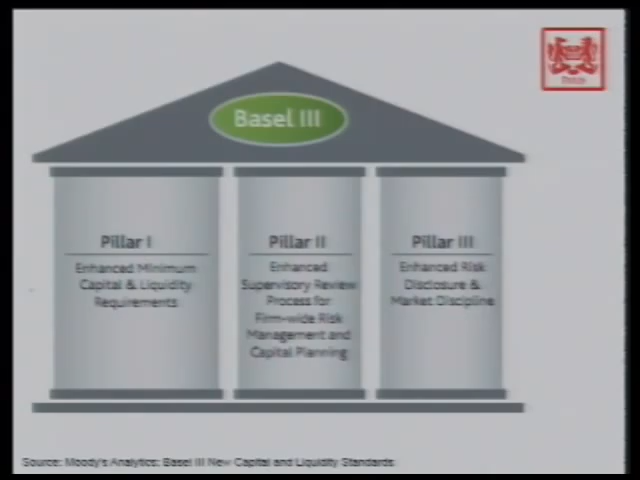 Basel III
Pillar I
Enhanced Minimum
Capital & Liquidity
Requirements
Pillar II
Enhanced
Supervisory Review
Process for
Firm-wide Risk
Management and
Capital Planning
Pillar III
Enhanced Risk
Disclosure &
Market Discipline
Source: Moody's Analytics: Basel III New Capital and Liquidity Standards